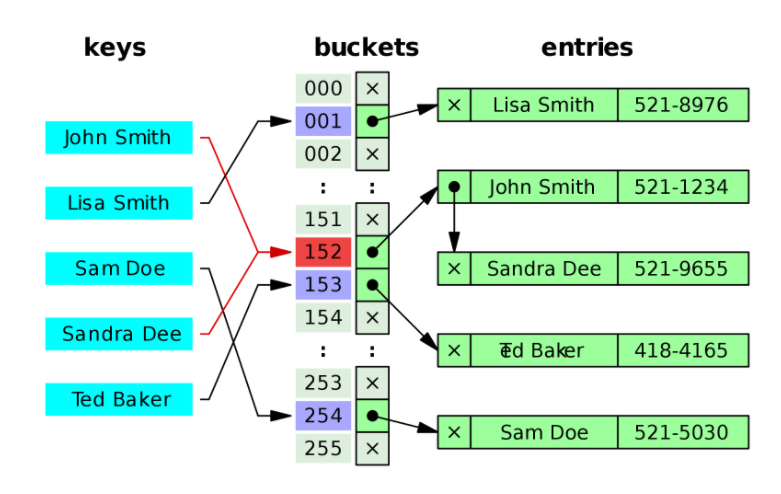 keys
buckets
entries
John Smith
Lisa Smith
Sam Doe
Sandra Dee
Ted Baker
000 ×
001
002 ×
: :
151 ×
152
153
154 ×
: :
253 ×
254
255 ×
× Lisa Smith 521-8976
John Smith 521-1234
× Sandra Dee 521-9655
× Ted Baker 418-4165
× Sam Doe 521-5030